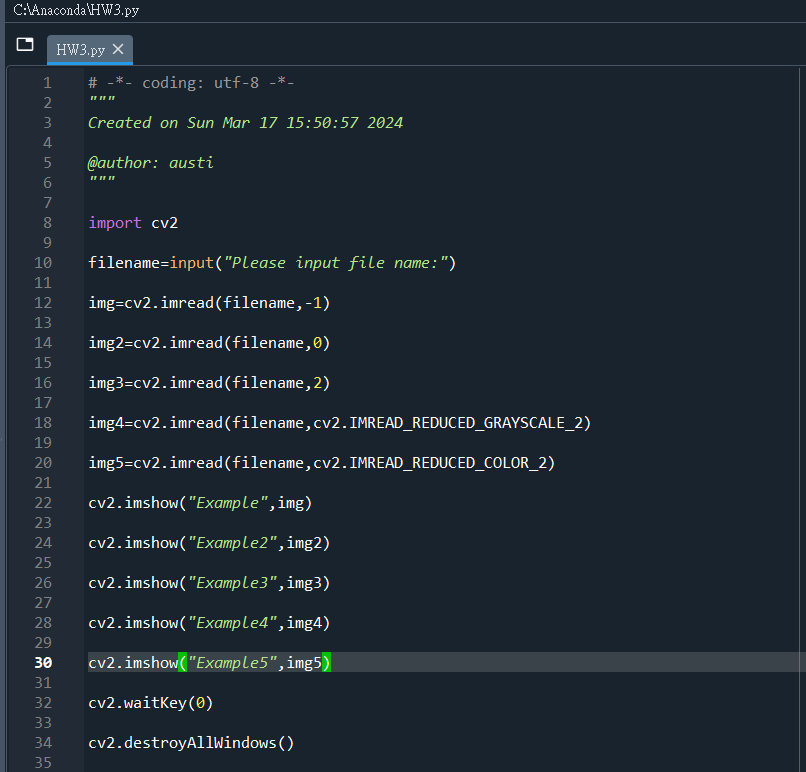 C:\Anaconda\HW3.py
HW3.py
1 # -*- coding: utf-8 -*-
2 """
3 Created on Sun Mar 17 15:50:57 2024
4
5 @author: austi
6 """
7
8 import cv2
9
10 filename=input("Please input file name:")
11
12 img=cv2.imread(filename,-1)
13
14 img2=cv2.imread(filename,0)
15
16 img3=cv2.imread(filename,2)
17
18 img4=cv2.imread(filename,cv2.IMREAD_REDUCED_GRAYSCALE_2)
19
20 img5=cv2.imread(filename,cv2.IMREAD_REDUCED_COLOR_2)
21
22 cv2.imshow("Example",img)
23
24 cv2.imshow("Example2",img2)
25
26 cv2.imshow("Example3",img3)
27
28 cv2.imshow("Example4",img4)
29
30 cv2.imshow("Example5",img5)
31
32 cv2.waitKey(0)
33
34 cv2.destroyAllWindows()
35